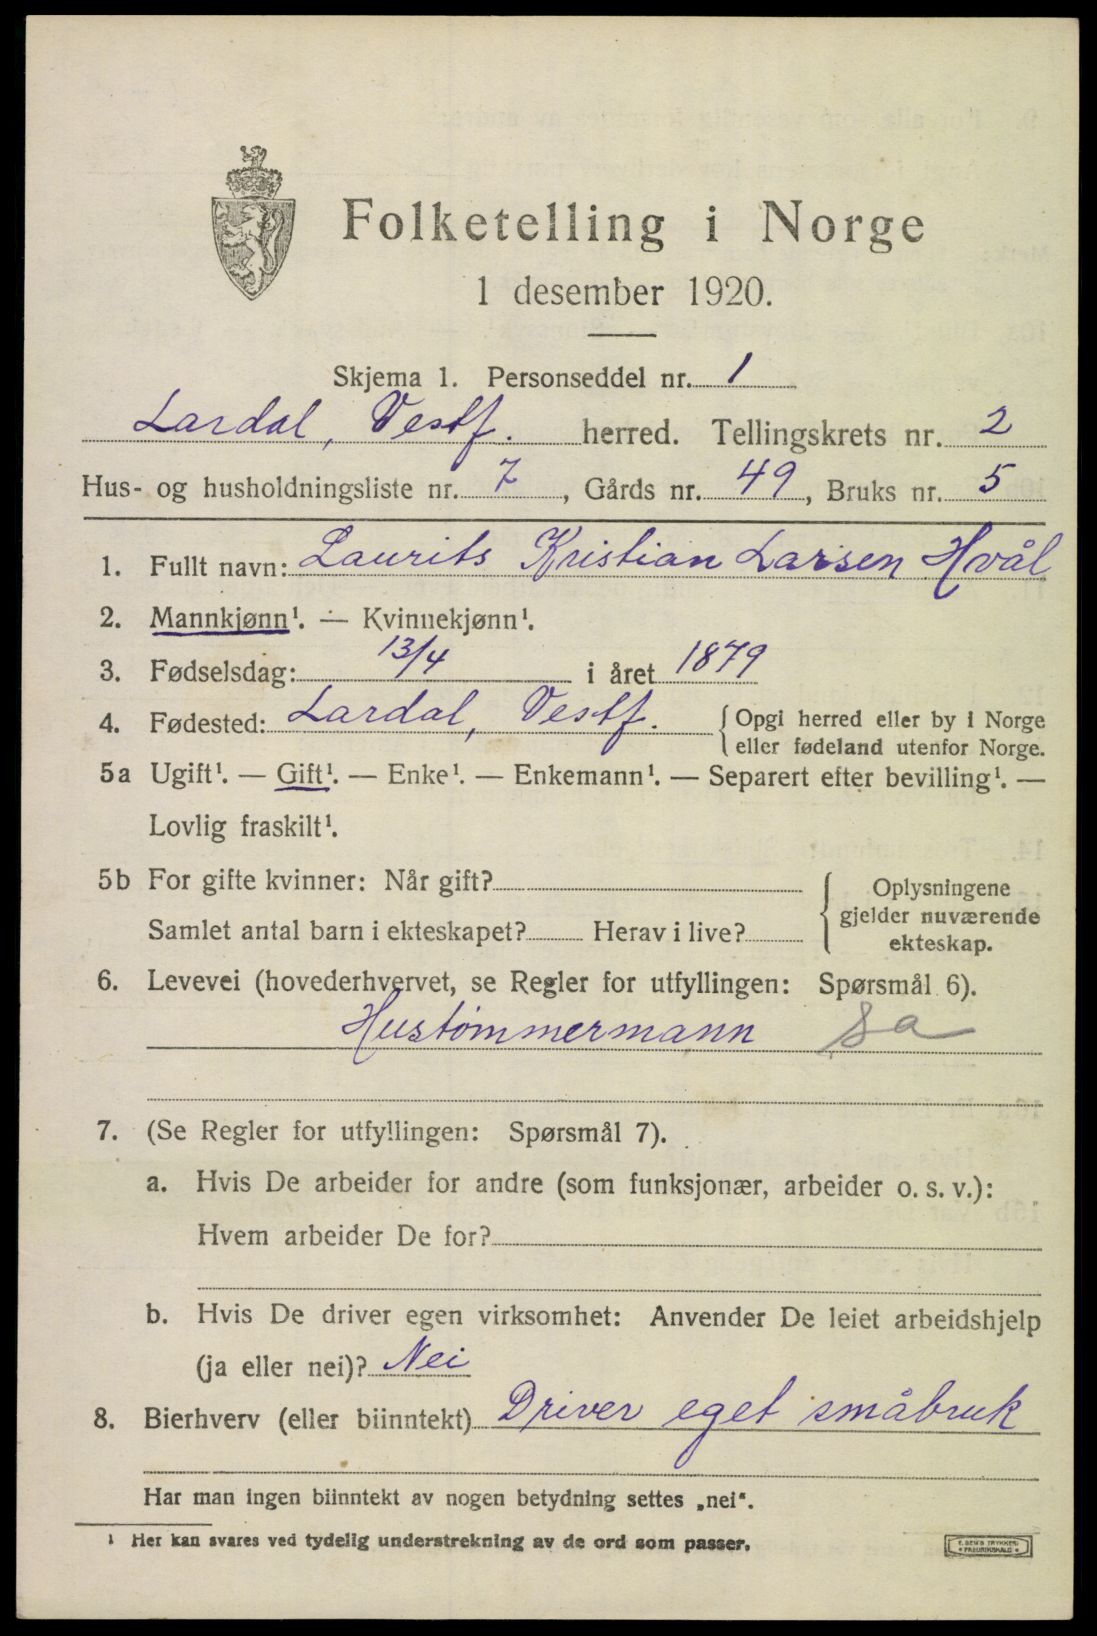 Folketelling i Norge
1 desember 1920.
Skjema 1. Personseddel nr. 1
Lardal, Vestf. herred. Tellingskrets nr. 2
Hus- og husholdningsliste nr. 7, Gårds nr. 49, Bruks nr. 5
1. Fullt navn: Laurits Kristian Larsen Hvål
2. Mannkjønn¹. — Kvinnekjønn¹.
3. Fødselsdag: 13/4 i året 1879
4. Fødested: Lardal, Vestf. {Opgi herred eller by i Norge
eller fødeland utenfor Norge.
5a Ugift¹. — Gift¹. — Enke¹. — Enkemann¹. — Separert efter bevilling¹. —
Lovlig fraskilt¹.
5b For gifte kvinner: Når gift?
Samlet antal barn i ekteskapet? Herav i live?
{ Oplysningene
gjelder nuværende
ekteskap.
6. Levevei (hovederhvervet, se Regler for utfyllingen: Spørsmål 6).
Hustømmermann 8a
7. (Se Regler for utfyllingen: Spørsmål 7).
a. Hvis De arbeider for andre (som funksjonær, arbeider o. s. v.):
Hvem arbeider De for?
b. Hvis De driver egen virksomhet: Anvender De leiet arbeidshjelp
(ja eller nei)? Nei
8. Bierhverv (eller biinntekt) Driver eget småbruk
Har man ingen biinntekt av nogen betydning settes „nei“.
¹ Her kan svares ved tydelig understrekning av de ord som passer.